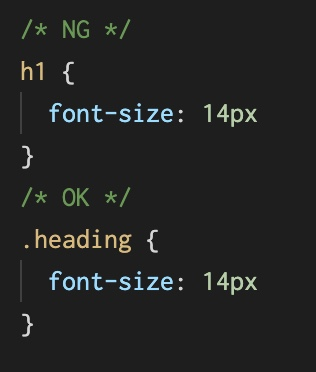 /* NG */
h1 {
  font-size: 14px
}
/* OK */
.heading {
  font-size: 14px
}